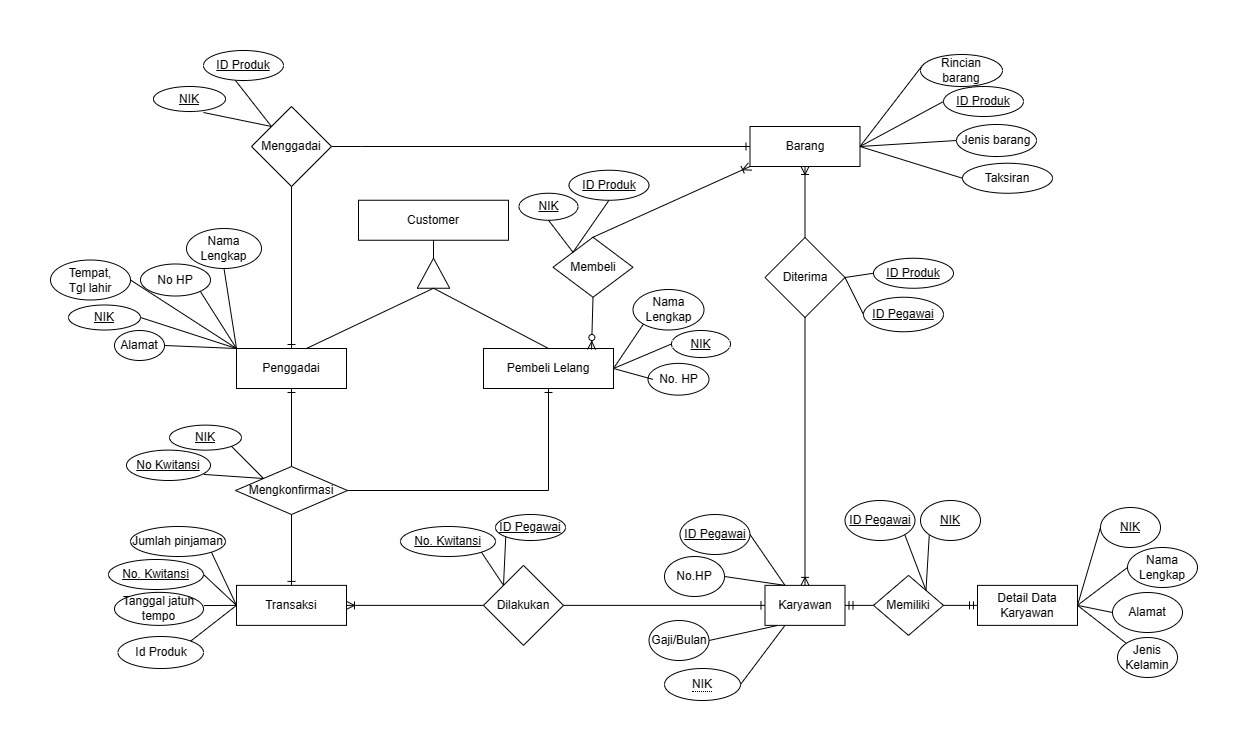 ID Produk
NIK
Menggadai
Rincian
barang
ID Produk
Jenis barang
Taksiran
Barang
Customer
ID Produk
NIK
Membeli
Nama
Lengkap
Tempat,
Tgl lahir
No HP
NIK
Alamat
Penggadai
Pembeli Lelang
Nama
Lengkap
NIK
No. HP
Diterima
ID Produk
ID Pegawai
NIK
No Kwitansi
Mengkonfirmasi
Jumlah pinjaman
No. Kwitansi
Tanggal jatuh
tempo
Id Produk
Transaksi
ID Pegawai
No. Kwitansi
Dilakukan
ID Pegawai
No.HP
Gaji/Bulan
NIK
Karyawan
ID Pegawai
NIK
Memiliki
Detail Data
Karyawan
NIK
Nama
Lengkap
Alamat
Jenis
Kelamin